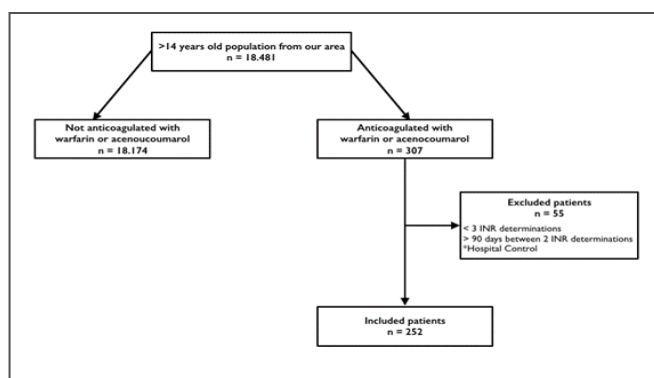 >14 years old population from our area
n = 18.481
Not anticoagulated with
warfarin or acenoucoumarol
n = 18.174
Anticoagulated with
warfarin or acenocoumarol
n = 307
Excluded patients
n = 55
< 3 INR determinations
> 90 days between 2 INR determinations
*Hospital Control
Included patients
n = 252